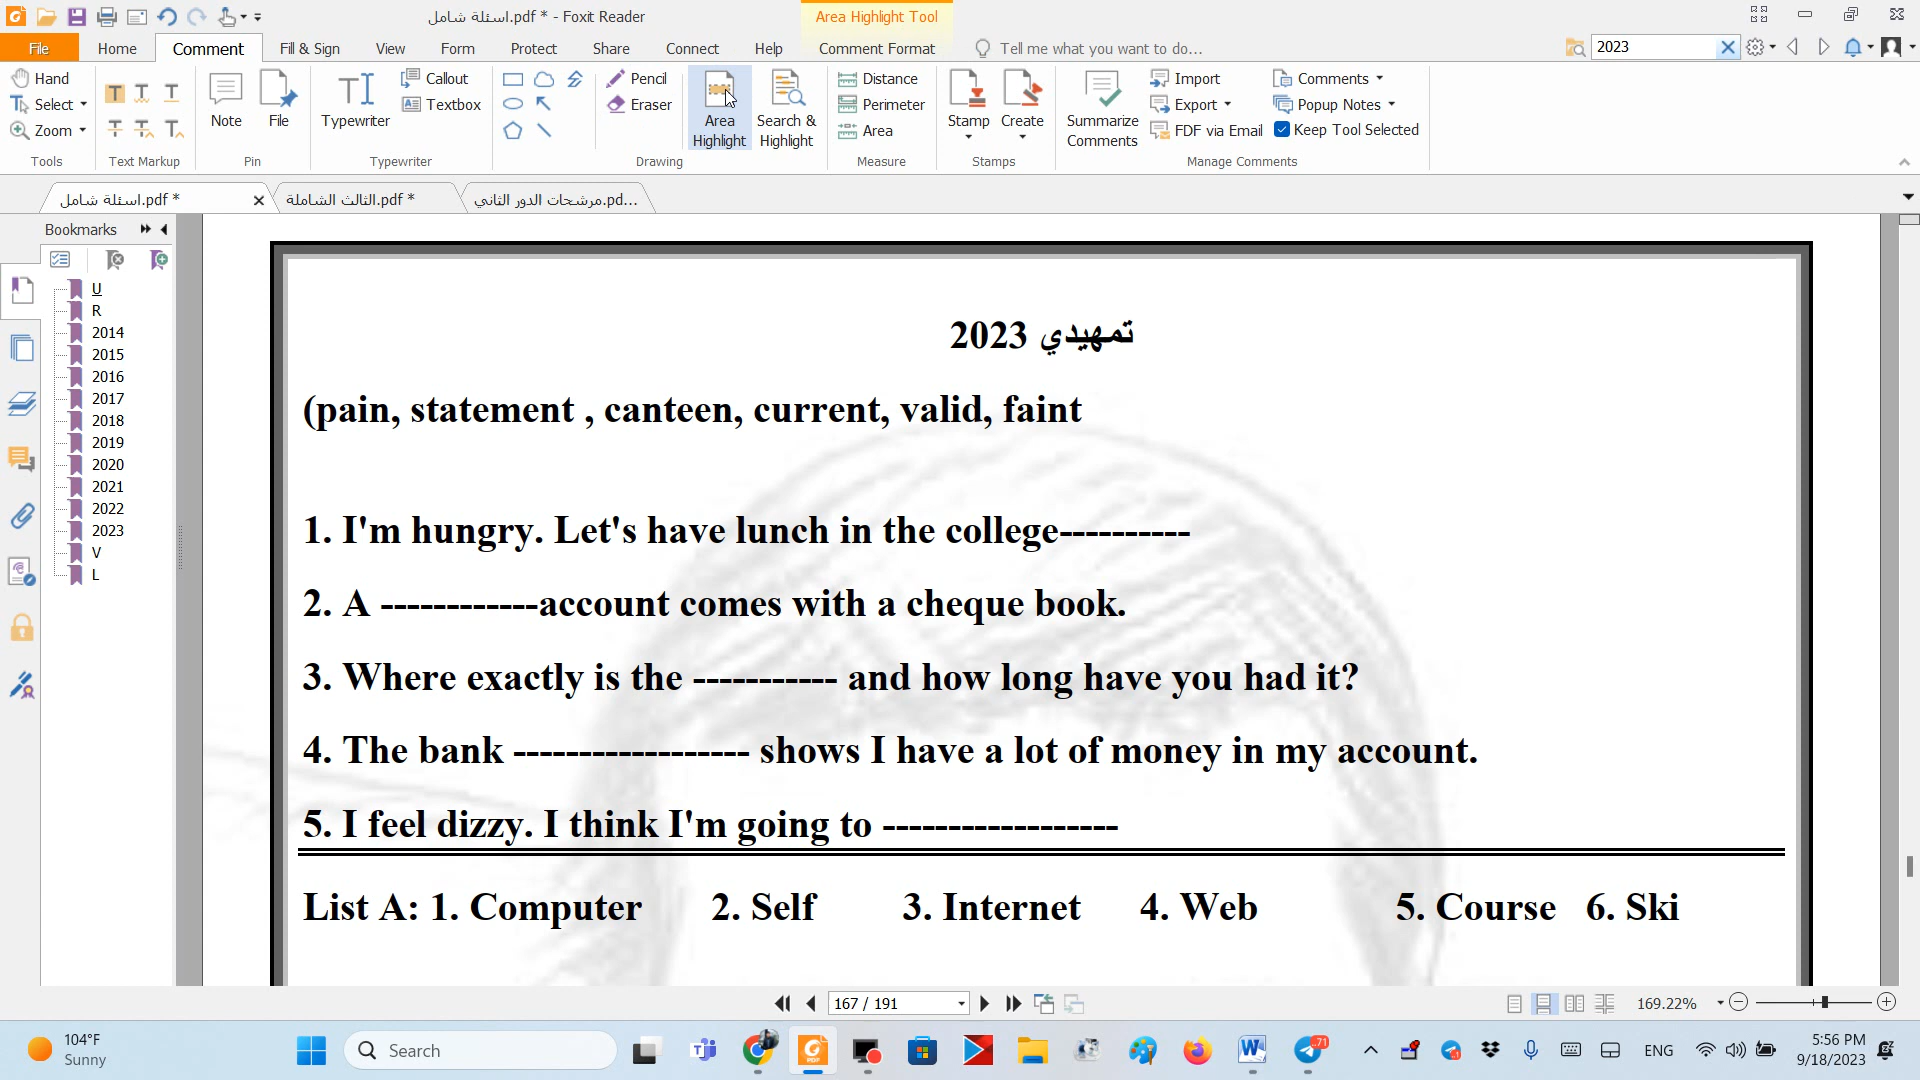 اسئلة شامل.pdf * - Foxit Reader
Area Highlight Tool
File Home Comment Fill & Sign View Form Protect Share Connect Help Comment Format Tell me what you want to do... 2023
Hand
Select
Zoom
Tools
Text Markup
Note
File
Pin
Typewriter
Callout
Textbox
Typewriter
Pencil
Eraser
Area Highlight
Search & Highlight
Drawing
Distance
Perimeter
Area
Measure
Stamp
Create
Stamps
Summarize Comments
Import
Export
FDF via Email
Comments
Popup Notes
Keep Tool Selected
Manage Comments
اسئلة شامل.pdf *
الثالث الشاملة.pdf *
مرشحات الدور الثاني.pd...
Bookmarks
U
R
2014
2015
2016
2017
2018
2019
2020
2021
2022
2023
V
L
تمهيدي 2023
(pain, statement , canteen, current, valid, faint
1. I'm hungry. Let's have lunch in the college----------
2. A ------------account comes with a cheque book.
3. Where exactly is the ----------- and how long have you had it?
4. The bank ------------------ shows I have a lot of money in my account.
5. I feel dizzy. I think I'm going to ------------------
List A: 1. Computer 2. Self 3. Internet 4. Web 5. Course 6. Ski
167 / 191
169.22%
104°F
Sunny
Search
71
ENG
5:56 PM
9/18/2023